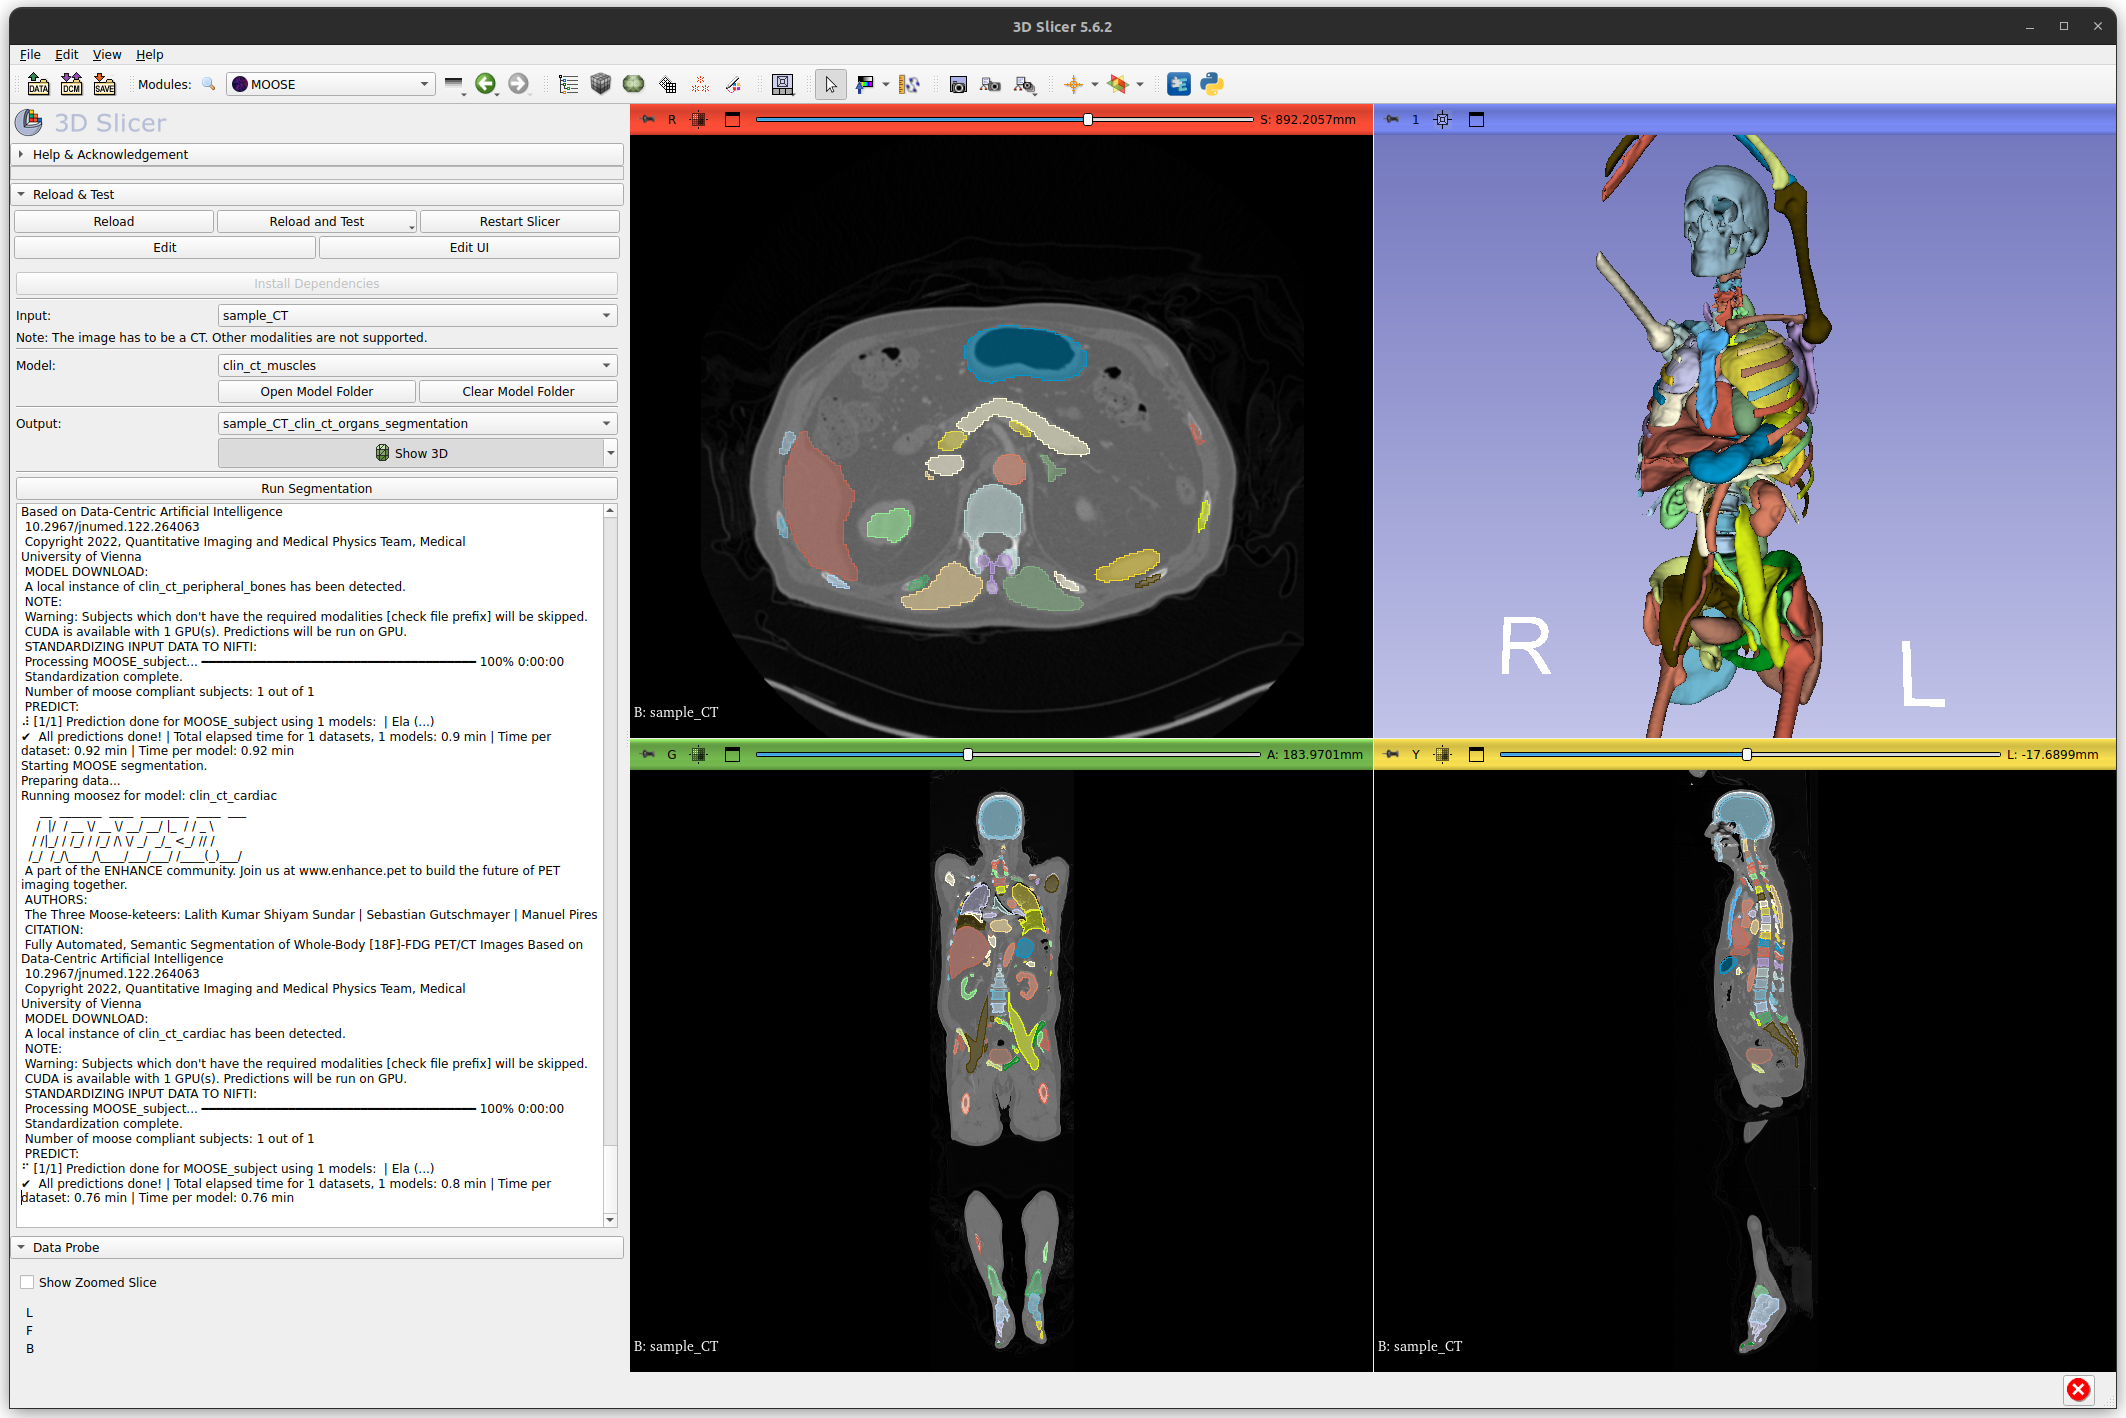 3D Slicer 5.6.2
File Edit View Help
DATA DCM SAVE Modules: MOOSE
3D Slicer
Help & Acknowledgement
Reload & Test
Reload Reload and Test Restart Slicer
Edit Edit UI
Install Dependencies
Input: sample_CT
Note: The image has to be a CT. Other modalities are not supported.
Model: clin_ct_muscles
Open Model Folder Clear Model Folder
Output: sample_CT_clin_ct_organs_segmentation
Show 3D
Run Segmentation
Based on Data-Centric Artificial Intelligence
10.2967/jnumed.122.264063
Copyright 2022, Quantitative Imaging and Medical Physics Team, Medical
University of Vienna
MODEL DOWNLOAD:
A local instance of clin_ct_peripheral_bones has been detected.
NOTE:
Warning: Subjects which don't have the required modalities [check file prefix] will be skipped.
CUDA is available with 1 GPU(s). Predictions will be run on GPU.
STANDARDIZING INPUT DATA TO NIFTI:
Processing MOOSE_subject... 100% 0:00:00
Standardization complete.
Number of moose compliant subjects: 1 out of 1
PREDICT:
[1/1] Prediction done for MOOSE_subject using 1 models: | Ela (...)
✔ All predictions done! | Total elapsed time for 1 datasets, 1 models: 0.9 min | Time per
dataset: 0.92 min | Time per model: 0.92 min
Starting MOOSE segmentation.
Preparing data...
Running moosez for model: clin_ct_cardiac
A part of the ENHANCE community. Join us at www.enhance.pet to build the future of PET
imaging together.
AUTHORS:
The Three Moose-keteers: Lalith Kumar Shiyam Sundar | Sebastian Gutschmayer | Manuel Pires
CITATION:
Fully Automated, Semantic Segmentation of Whole-Body [18F]-FDG PET/CT Images Based on
Data-Centric Artificial Intelligence
10.2967/jnumed.122.264063
Copyright 2022, Quantitative Imaging and Medical Physics Team, Medical
University of Vienna
MODEL DOWNLOAD:
A local instance of clin_ct_cardiac has been detected.
NOTE:
Warning: Subjects which don't have the required modalities [check file prefix] will be skipped.
CUDA is available with 1 GPU(s). Predictions will be run on GPU.
STANDARDIZING INPUT DATA TO NIFTI:
Processing MOOSE_subject... 100% 0:00:00
Standardization complete.
Number of moose compliant subjects: 1 out of 1
PREDICT:
[1/1] Prediction done for MOOSE_subject using 1 models: | Ela (...)
✔ All predictions done! | Total elapsed time for 1 datasets, 1 models: 0.8 min | Time per
dataset: 0.76 min | Time per model: 0.76 min
Data Probe
Show Zoomed Slice
L
F
B
R S: 892.2057mm
B: sample_CT
1
R L
G A: 183.9701mm
B: sample_CT
Y L: -17.6899mm
B: sample_CT